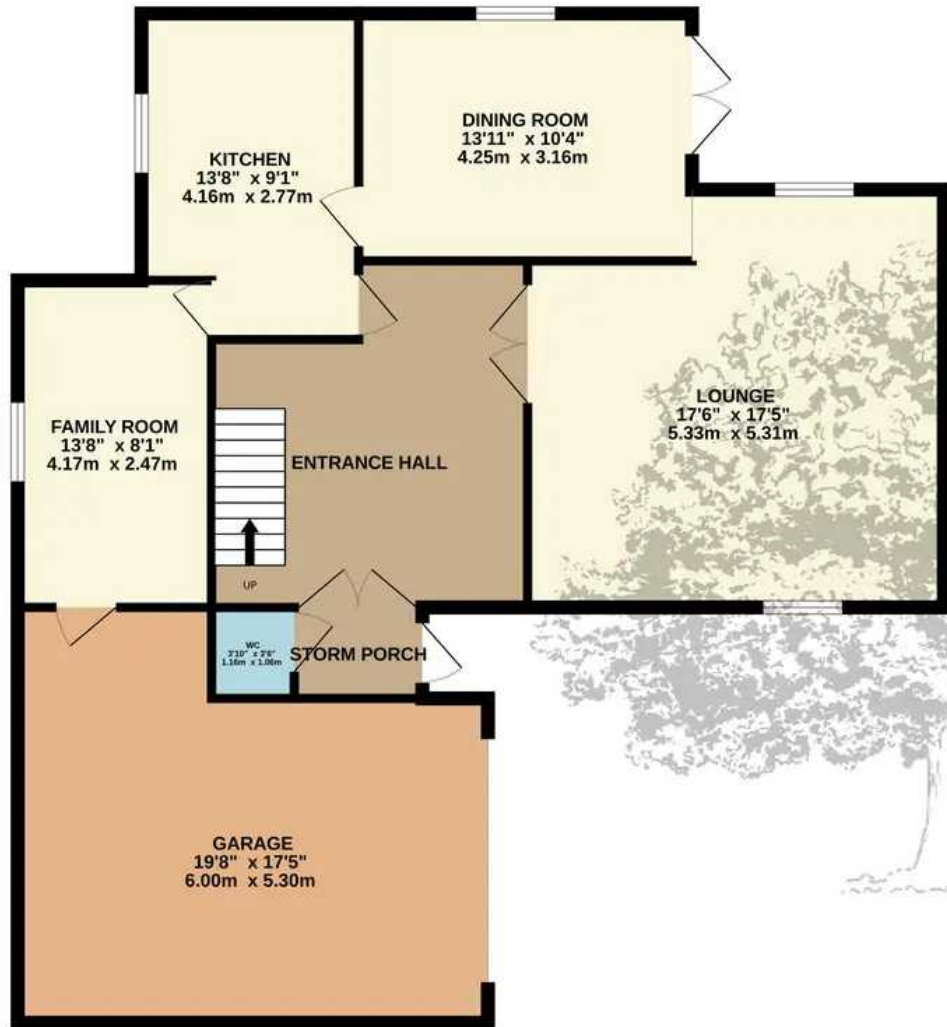 KITCHEN
13'8" x 9'1"
4.16m x 2.77m
DINING ROOM
13'11" x 10'4"
4.25m x 3.16m
FAMILY ROOM
13'8" x 8'1"
4.17m x 2.47m
ENTRANCE HALL
LOUNGE
17'6" x 17'5"
5.33m x 5.31m
UP
WC
3'10" x 3'6"
1.16m x 1.06m
STORM PORCH
GARAGE
19'8" x 17'5"
6.00m x 5.30m